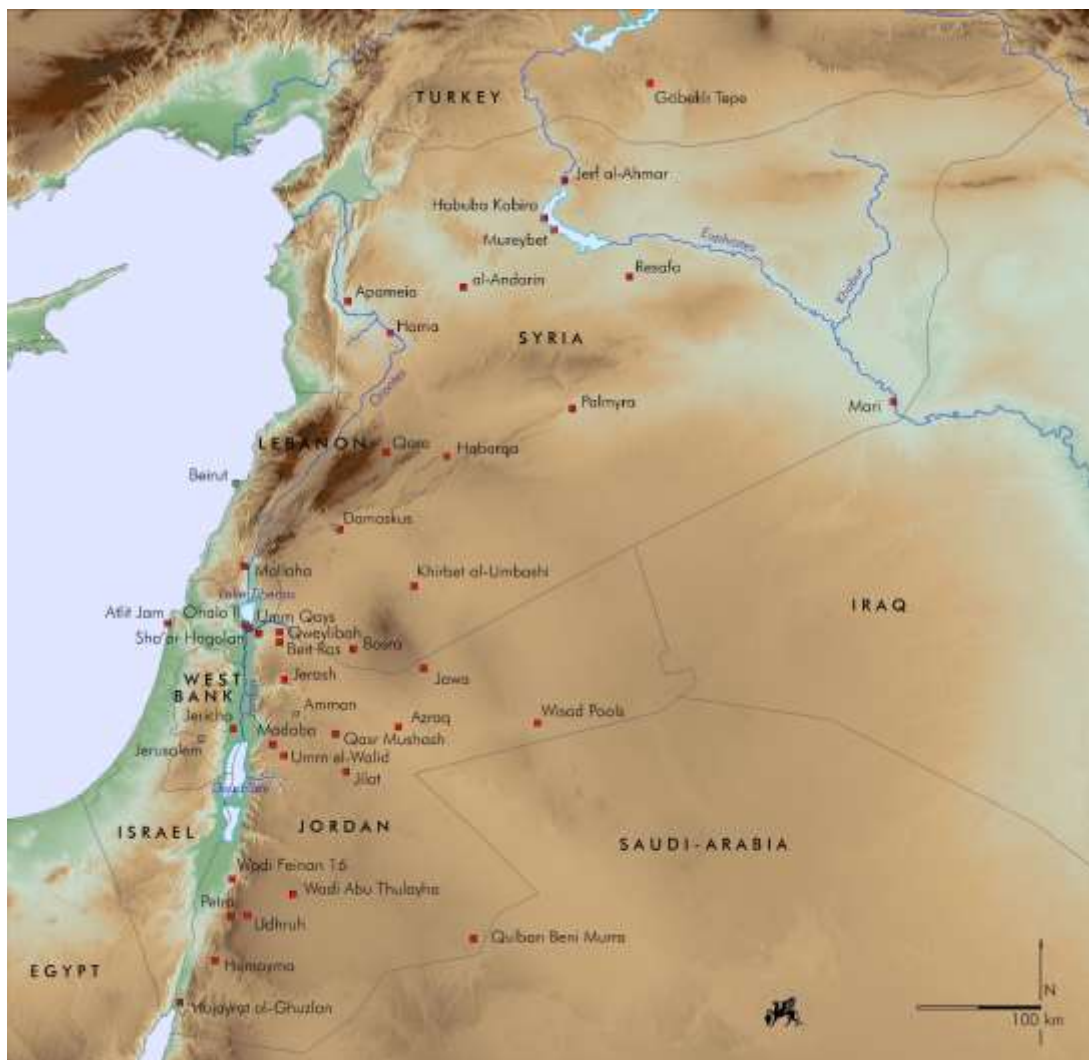 TURKEY
Göbekli Tepe
Jerf al-Ahmar
Habuba Kabira
Mureybet
Euphrates
Resafa
al-Andarin
Khabur
Apameia
Hama
SYRIA
Orontes
Palmyra
Mari
LEBANON
Qara
Habarqa
Beirut
Damaskus
Mallaha
Khirbet al-Umbashi
Lake Tiberias
Atlit Jam
Ohalo II
Umm Qays
IRAQ
Sha'ar Hagolan
Qweylibah
Beit-Ras
Bosra
Jawa
WEST
BANK
Jerash
Amman
Jericho
Azraq
Wisad Pools
Jerusalem
Madaba
Qasr Mushash
Umm el-Walid
Jilat
Dead Sea
ISRAEL
JORDAN
SAUDI-ARABIA
Wadi Feinan 16
Wadi Abu Thulayha
Petra
Udhruh
Qulban Beni Murra
EGYPT
Humayma
Hujayrat al-Ghuzlan
N
100 km